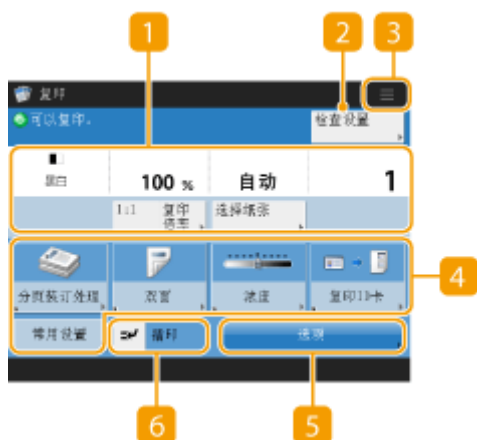 1 2 3
复印
可以复印。 检查设置
黑白 100 % 自动 1
1:1 复印倍率 选择纸张
4
分页装订处理 双面 浓度 复印ID卡
常用设置 插印 选项
6 5